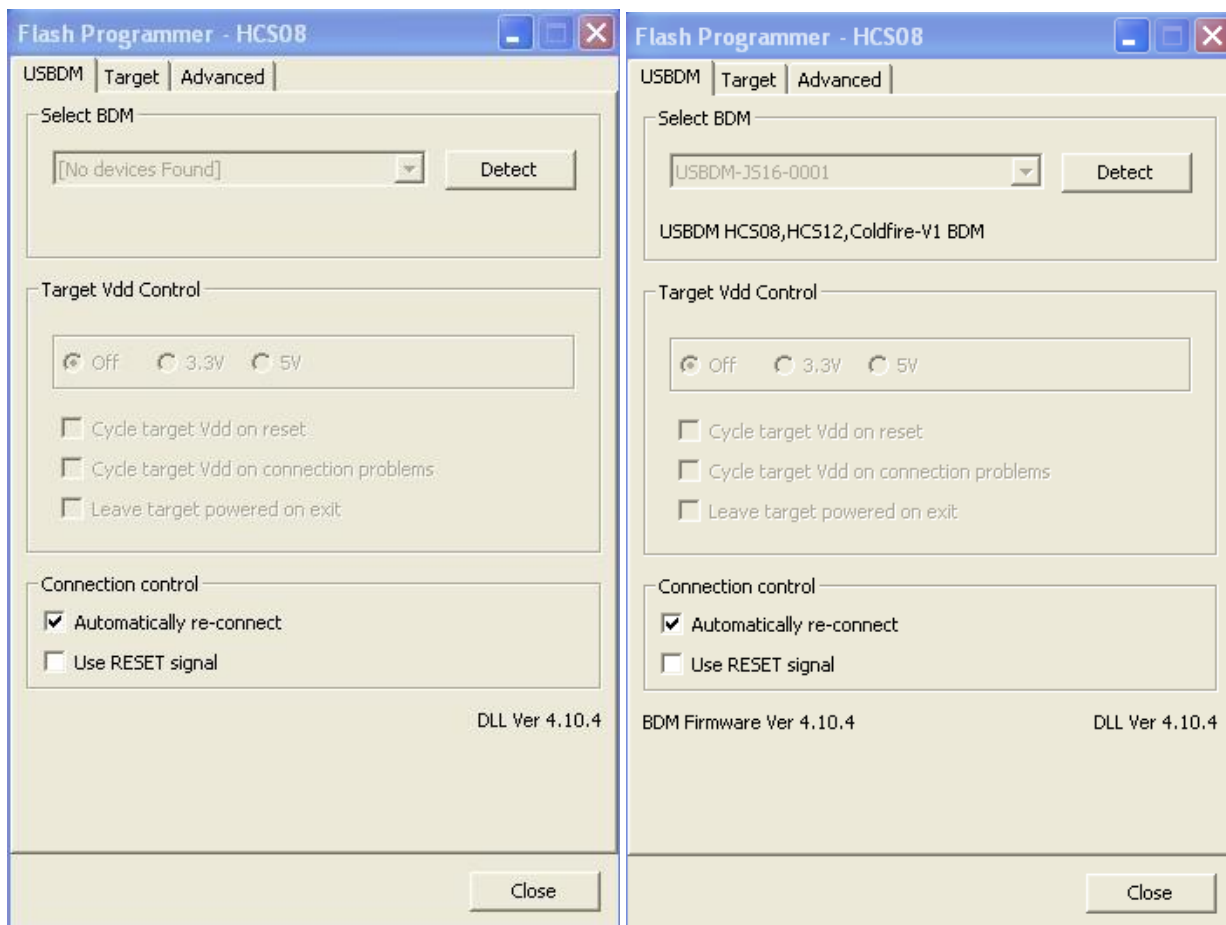 Flash Programmer - HCS08
USBDM Target Advanced
Select BDM
[No devices Found] Detect
Target Vdd Control
Off 3.3V 5V
Cycle target Vdd on reset
Cycle target Vdd on connection problems
Leave target powered on exit
Connection control
Automatically re-connect
Use RESET signal
DLL Ver 4.10.4
Close
Flash Programmer - HCS08
USBDM Target Advanced
Select BDM
USBDM-JS16-0001 Detect
USBDM HCS08,HCS12,Coldfire-V1 BDM
Target Vdd Control
Off 3.3V 5V
Cycle target Vdd on reset
Cycle target Vdd on connection problems
Leave target powered on exit
Connection control
Automatically re-connect
Use RESET signal
BDM Firmware Ver 4.10.4 DLL Ver 4.10.4
Close